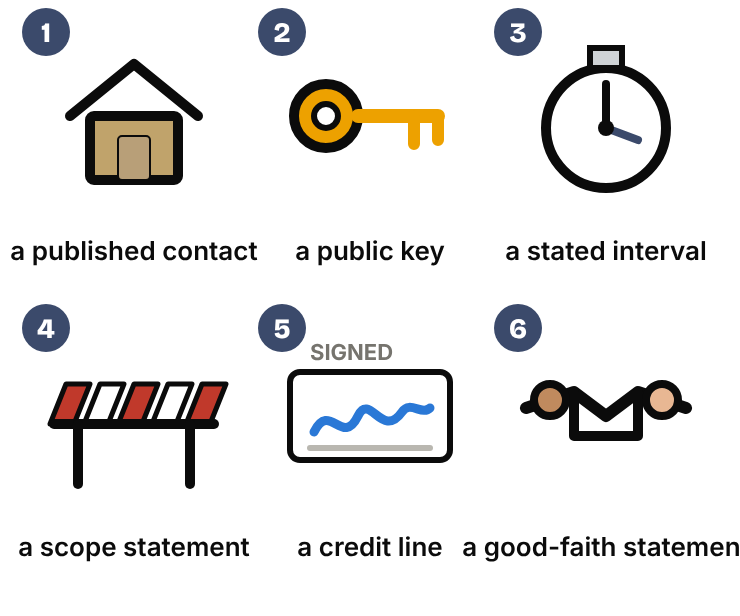 1
2
3
a published contact
a public key
a stated interval
4
5
6
SIGNED
a scope statement
a credit line
a good-faith statemen